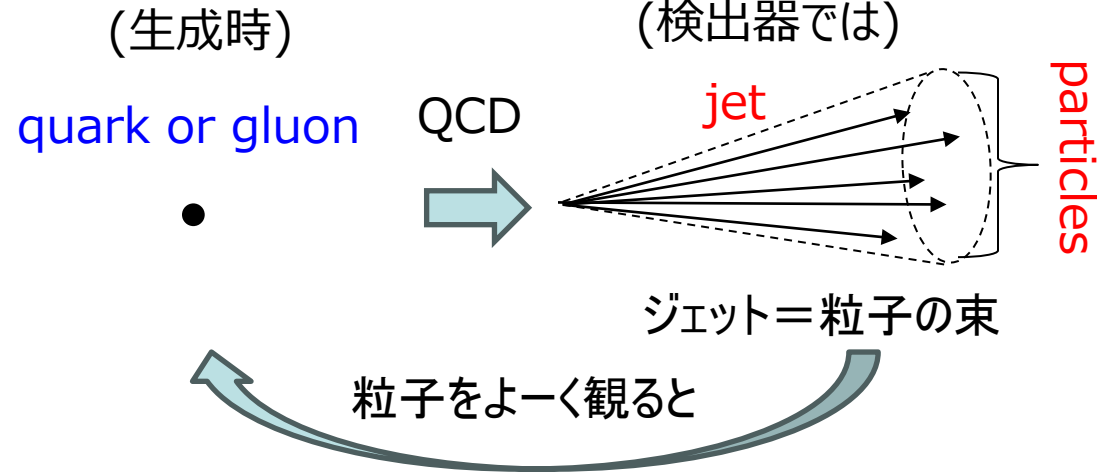 (生成時)
(検出器では)
quark or gluon
QCD
jet
particles
ジェット＝粒子の束
粒子をよーく観ると